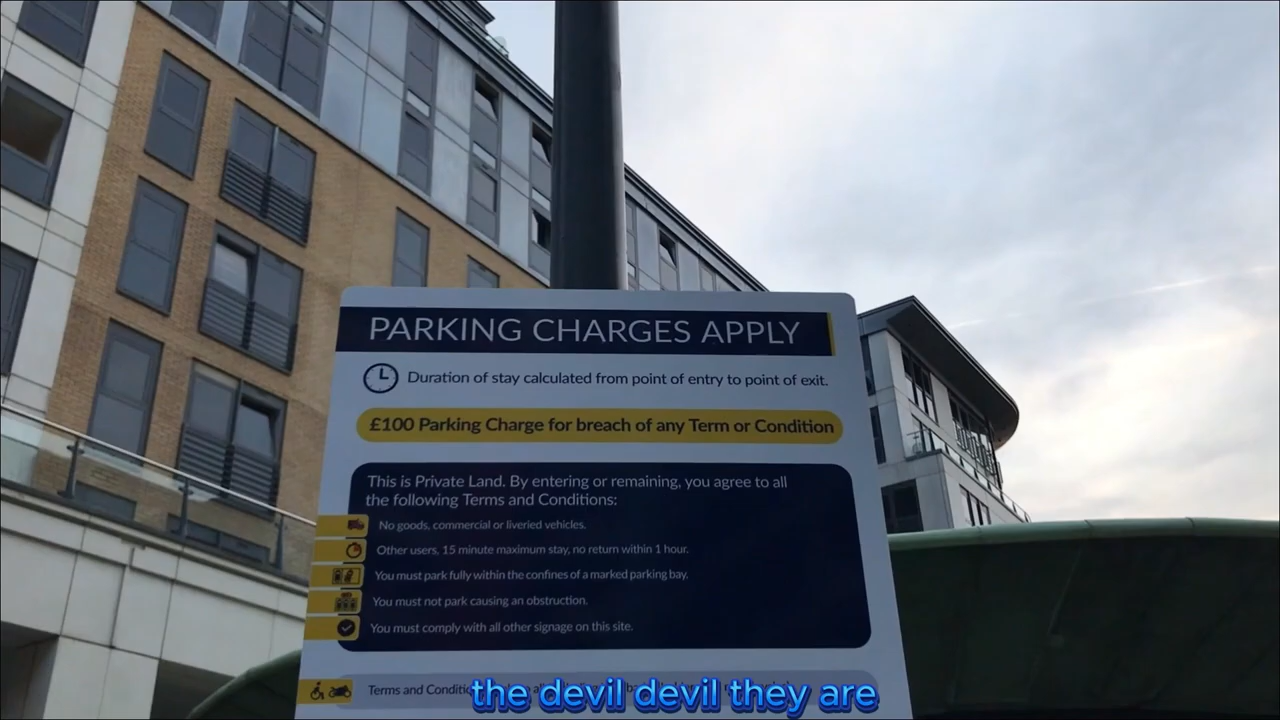 PARKING CHARGES APPLY
Duration of stay calculated from point of entry to point of exit.
£100 Parking Charge for breach of any Term or Condition
This is Private Land. By entering or remaining, you agree to all
the following Terms and Conditions:
No goods, commercial or liveried vehicles.
Other users, 15 minute maximum stay, no return within 1 hour.
You must park fully within the confines of a marked parking bay.
You must not park causing an obstruction.
You must comply with all other signage on this site.
Terms and
the devil devil they are